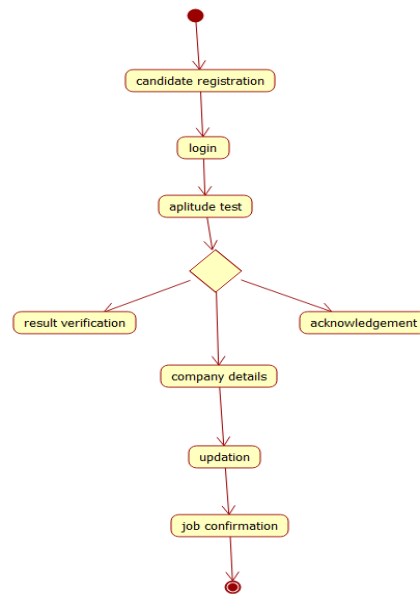 candidate registration
login
aplitude test
result verification
acknowledgement
company details
updation
job confirmation